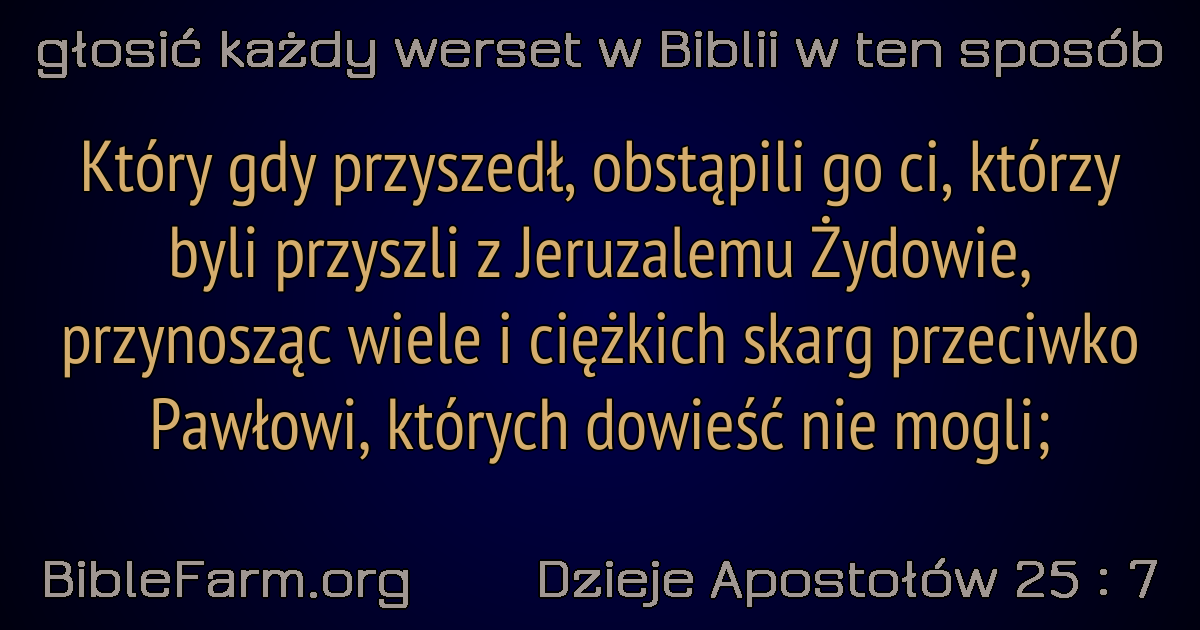 głosić każdy werset w Biblii w ten sposób
Który gdy przyszedł, obstąpili go ci, którzy
byli przyszli z Jeruzalemu Żydowie,
przynosząc wiele i ciężkich skarg przeciwko
Pawłowi, których dowieść nie mogli;
BibleFarm.org Dzieje Apostołów 25 : 7